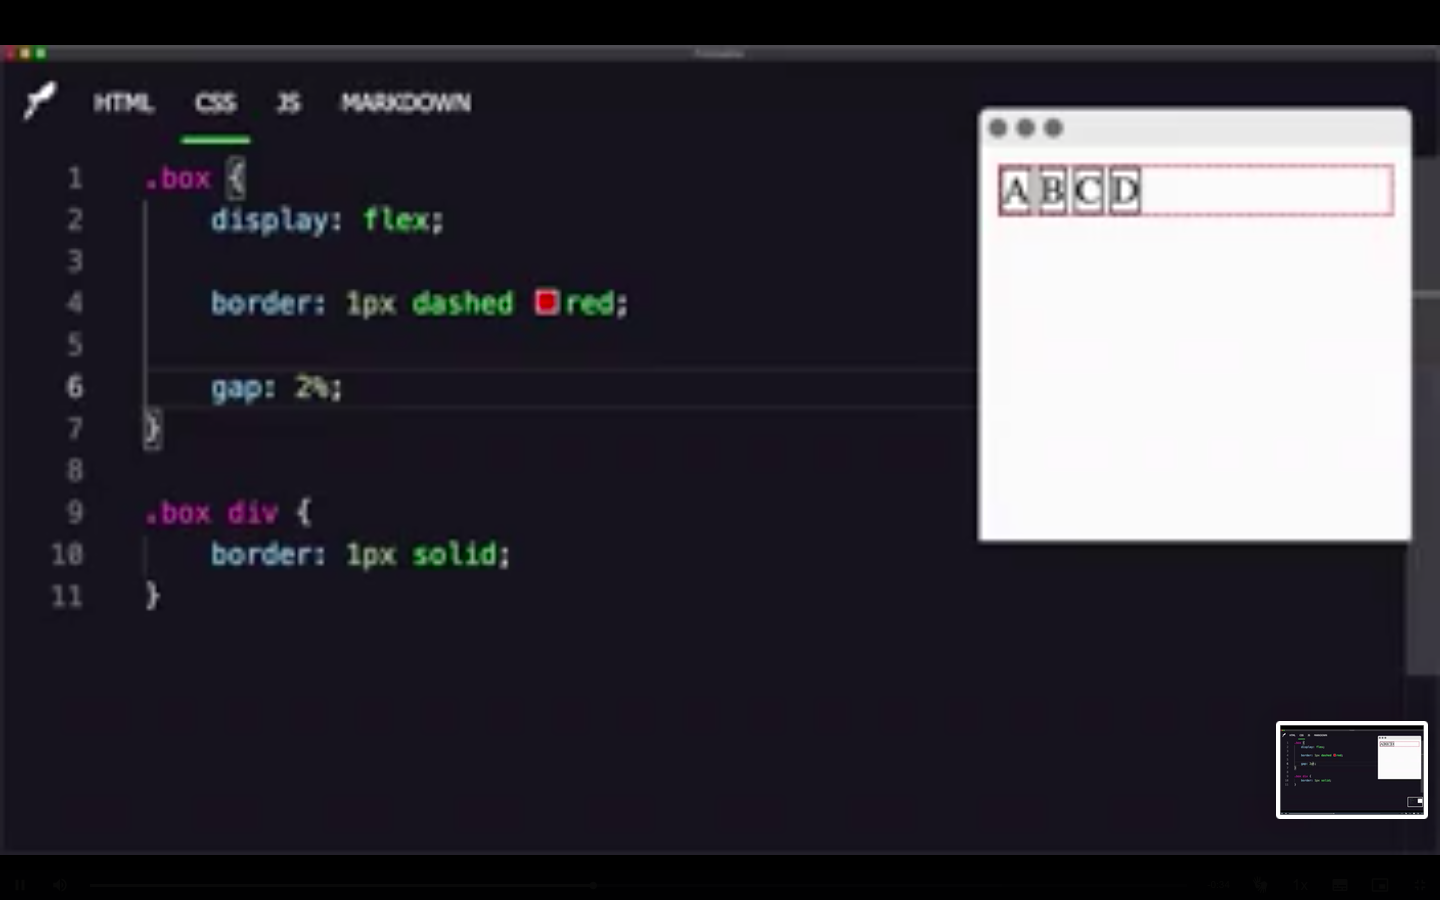 HTML CSS JS MARKDOWN
1 .box {
2 display: flex;
3
4 border: 1px dashed red;
5
6 gap: 2%;
7 }
8
9 .box div {
10 border: 1px solid;
11 }
A B C D